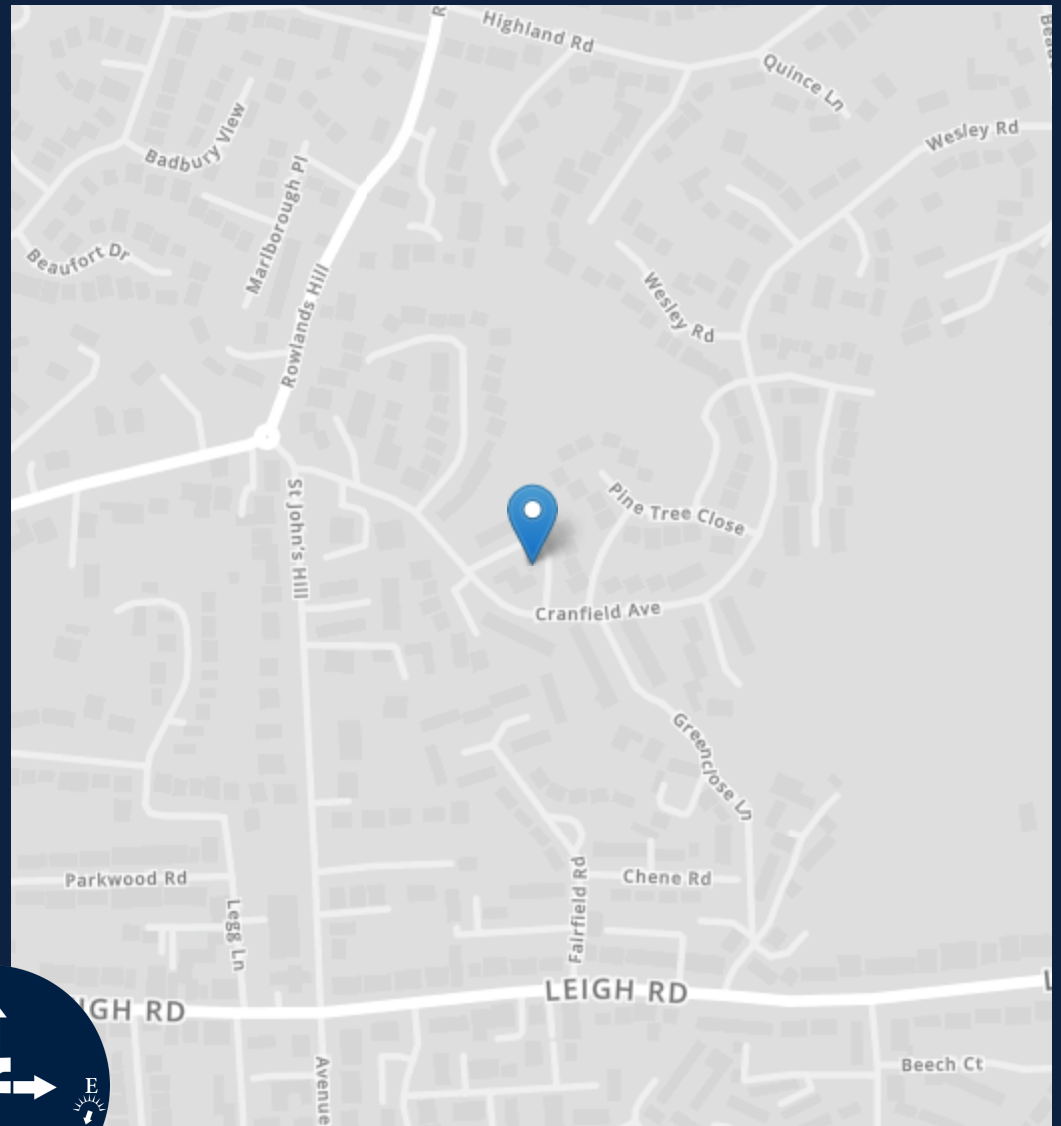 Highland Rd
Quince Ln
Wesley Rd
Badbury View
Marlborough Pl
Beaufort Dr
Rowlands Hill
Wesley Rd
St John's Hill
Pine Tree Close
Cranfield Ave
Greenclose Ln
Parkwood Rd
Legg Ln
Fairfield Rd
Chene Rd
LEIGH RD
IGH RD
Avenue
Beech Ct
E